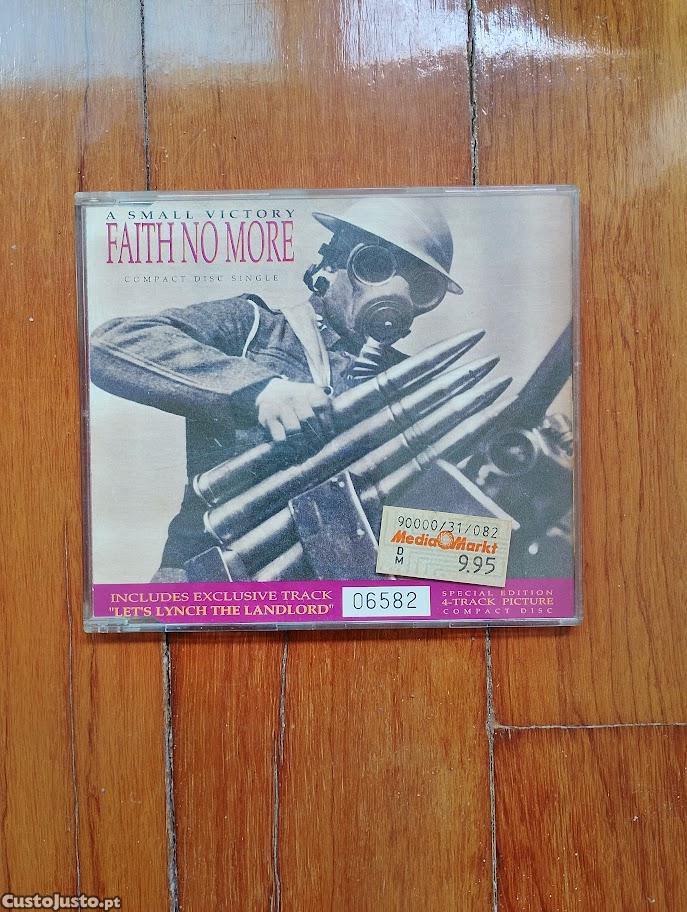 A SMALL VICTORY
FAITH NO MORE
COMPACT DISC SINGLE
90000/31/082
Media Markt
DM 9.95
INCLUDES EXCLUSIVE TRACK
"LET'S LYNCH THE LANDLORD"
06582
SPECIAL EDITION
4-TRACK PICTURE
COMPACT DISC
CustoJusto.pt